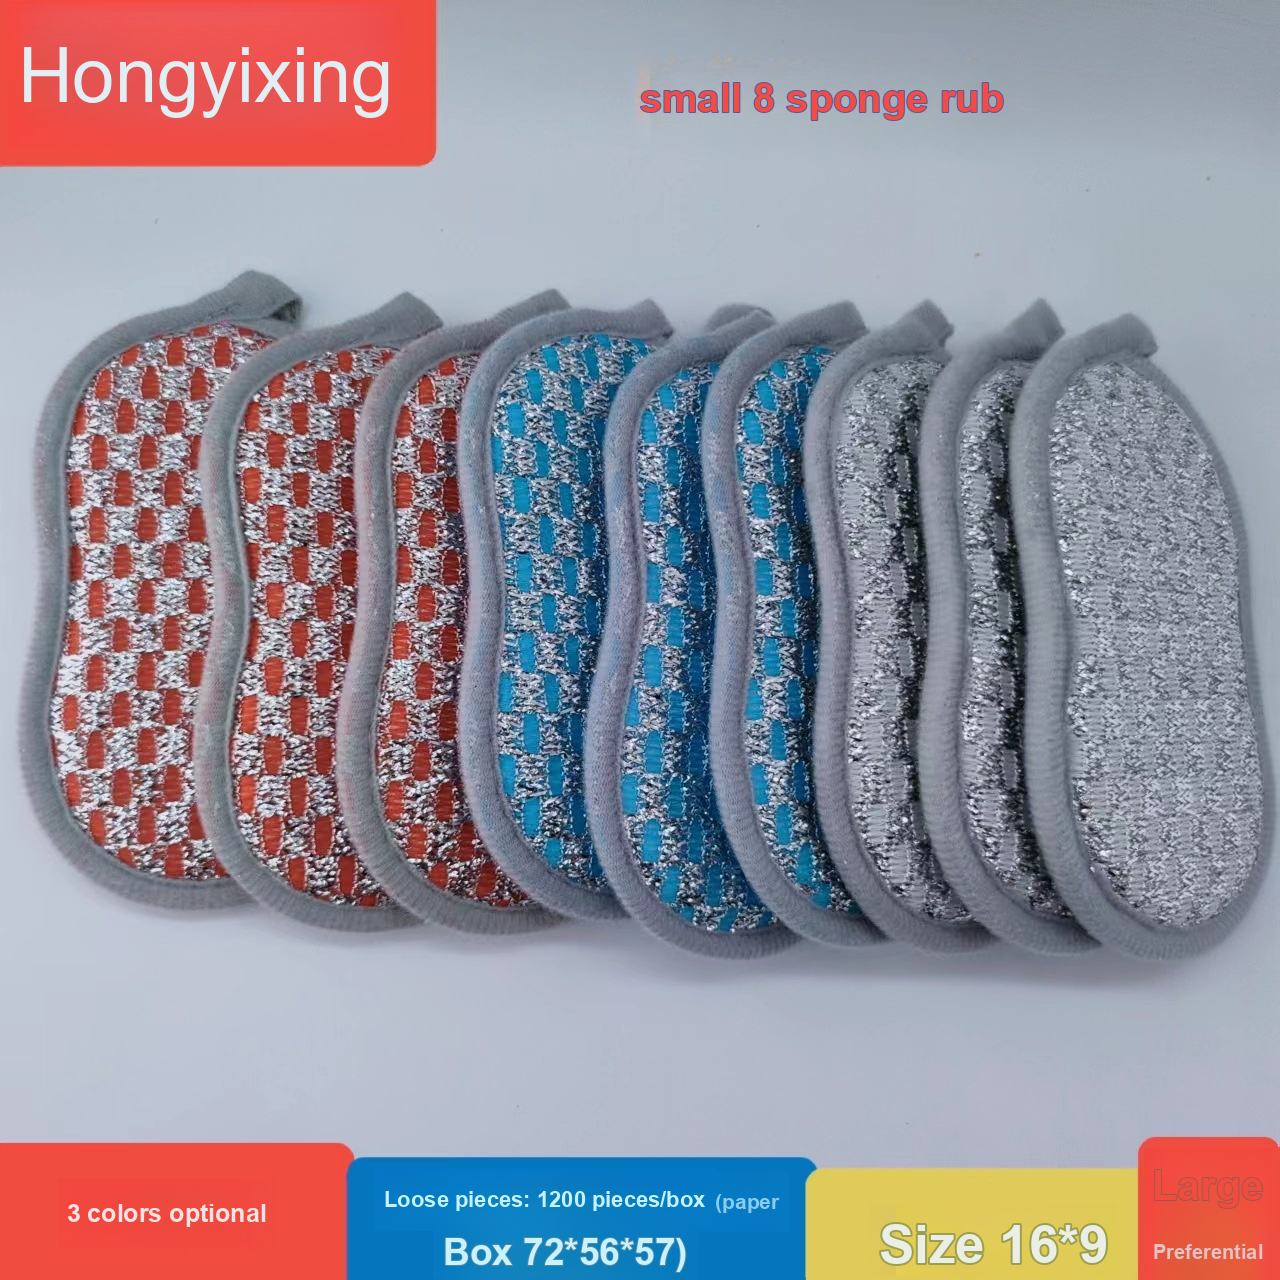 Hongyixing
small 8 sponge rub
3 colors optional
Loose pieces: 1200 pieces/box (paper
Box 72*56*57)
Size 16*9
Large
Preferential